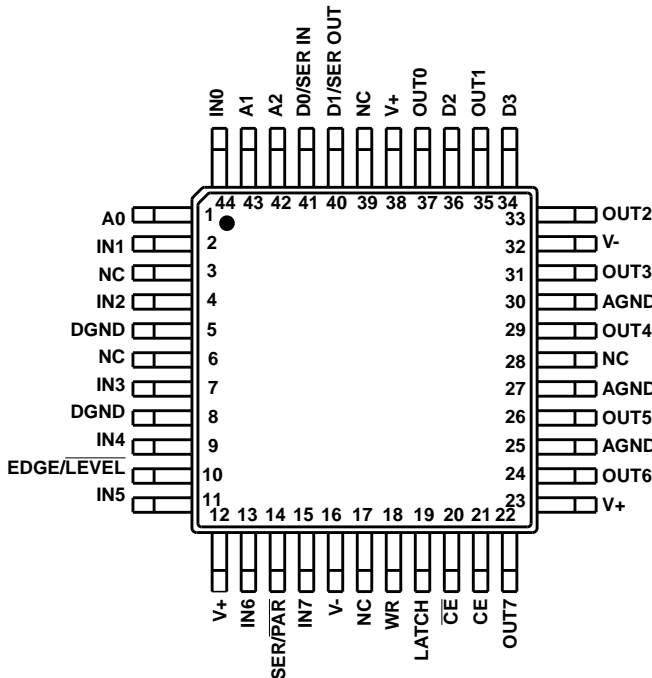 IN0
A1
A2
D0/SER IN
D1/SER OUT
NC
V+
OUT0
D2
OUT1
D3
44
43
42
41
40
39
38
37
36
35
34
A0
1
33
OUT2
IN1
2
32
V-
NC
3
31
OUT3
IN2
4
30
AGND
DGND
5
29
OUT4
NC
6
28
NC
IN3
7
27
AGND
DGND
8
26
OUT5
IN4
9
25
AGND
EDGE/LEVEL
10
24
OUT6
IN5
11
23
V+
12
13
14
15
16
17
18
19
20
21
22
V+
IN6
SER/PAR
IN7
V-
NC
WR
LATCH
CE
CE
OUT7